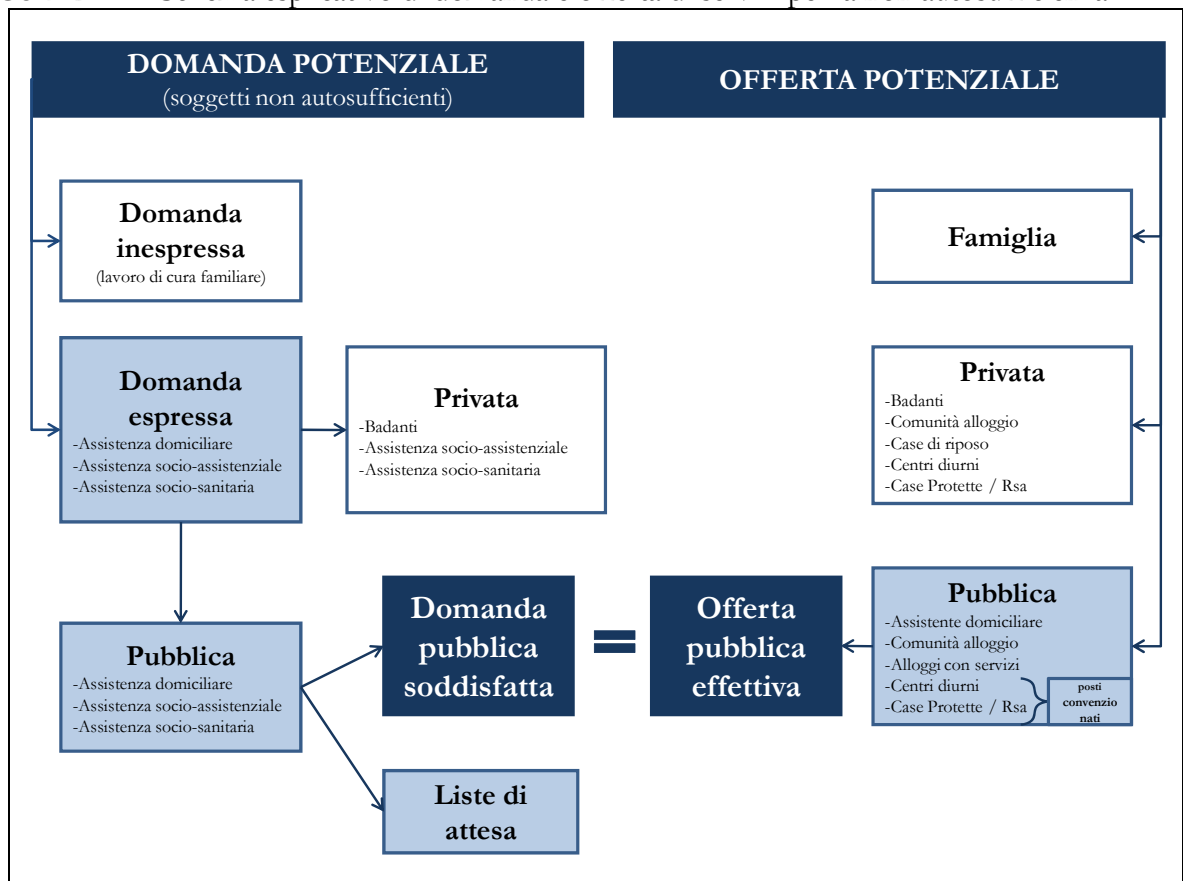 DOMANDA POTENZIALE
(soggetti non autosufficienti)
OFFERTA POTENZIALE
Domanda
inespressa
(lavoro di cura familiare)
Famiglia
Domanda
espressa
-Assistenza domiciliare
-Assistenza socio-assistenziale
-Assistenza socio-sanitaria
Privata
-Badanti
-Assistenza socio-assistenziale
-Assistenza socio-sanitaria
Privata
-Badanti
-Comunità alloggio
-Case di riposo
-Centri diurni
-Case Protette / Rsa
Pubblica
-Assistenza domiciliare
-Assistenza socio-assistenziale
-Assistenza socio-sanitaria
Domanda
pubblica
soddisfatta
=
Offerta
pubblica
effettiva
Pubblica
-Assistente domiciliare
-Comunità alloggio
-Alloggi con servizi
-Centri diurni
-Case Protette / Rsa
posti
convenzio
nati
Liste di
attesa